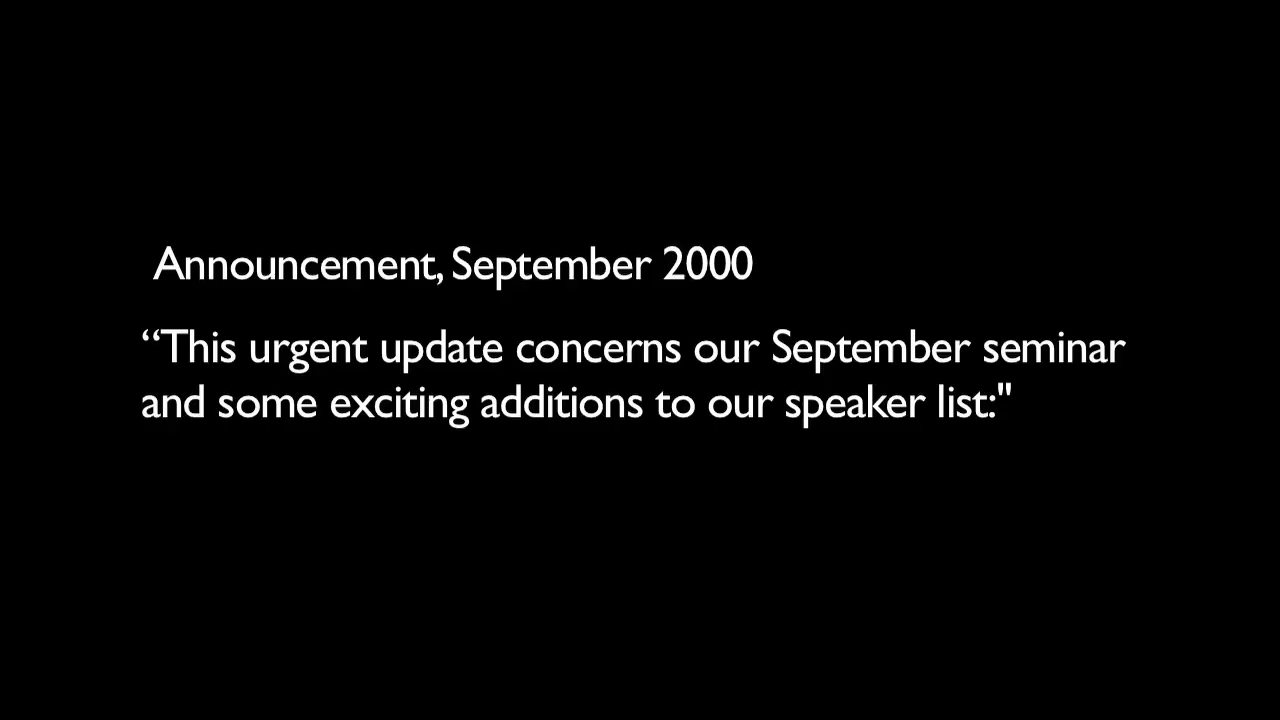 Announcement, September 2000
“This urgent update concerns our September seminar
and some exciting additions to our speaker list:"